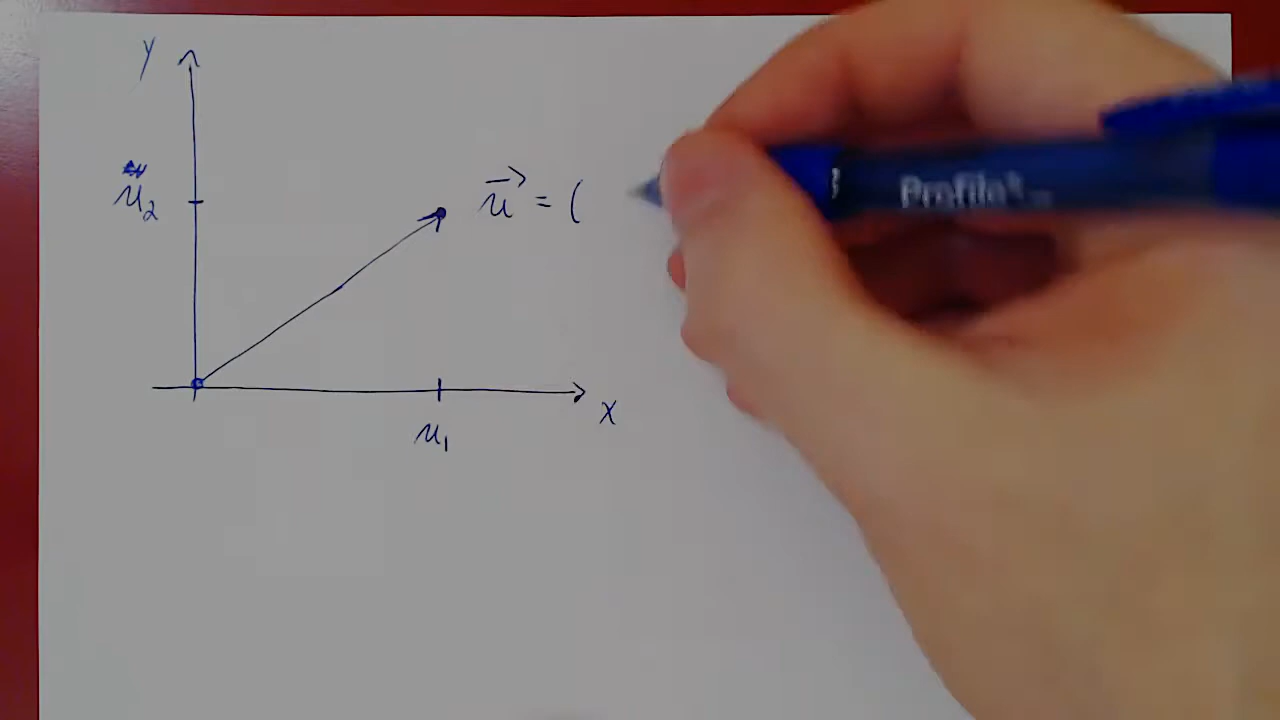 y
u₂
u⃗ = (
u₁
x
Profile